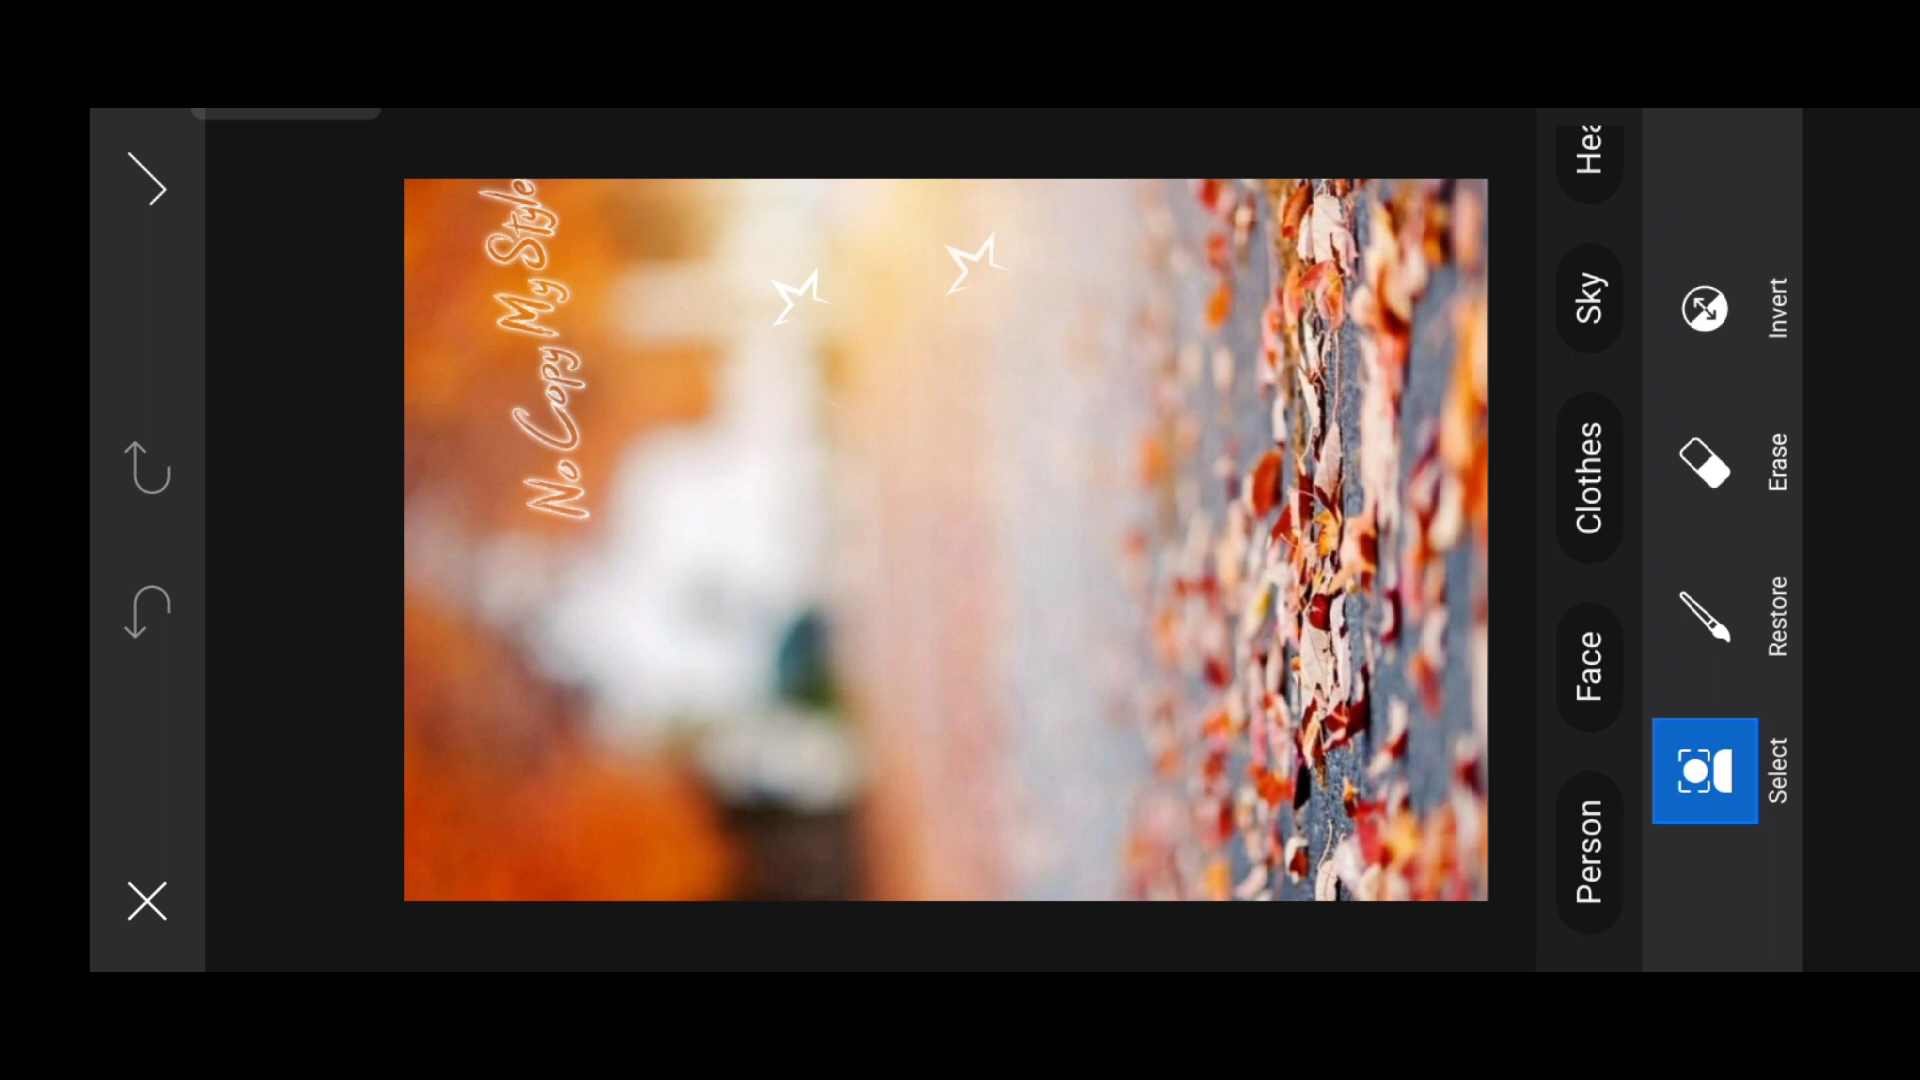 No Copy My Style
Person
Face
Clothes
Sky
Hea
Select
Restore
Erase
Invert